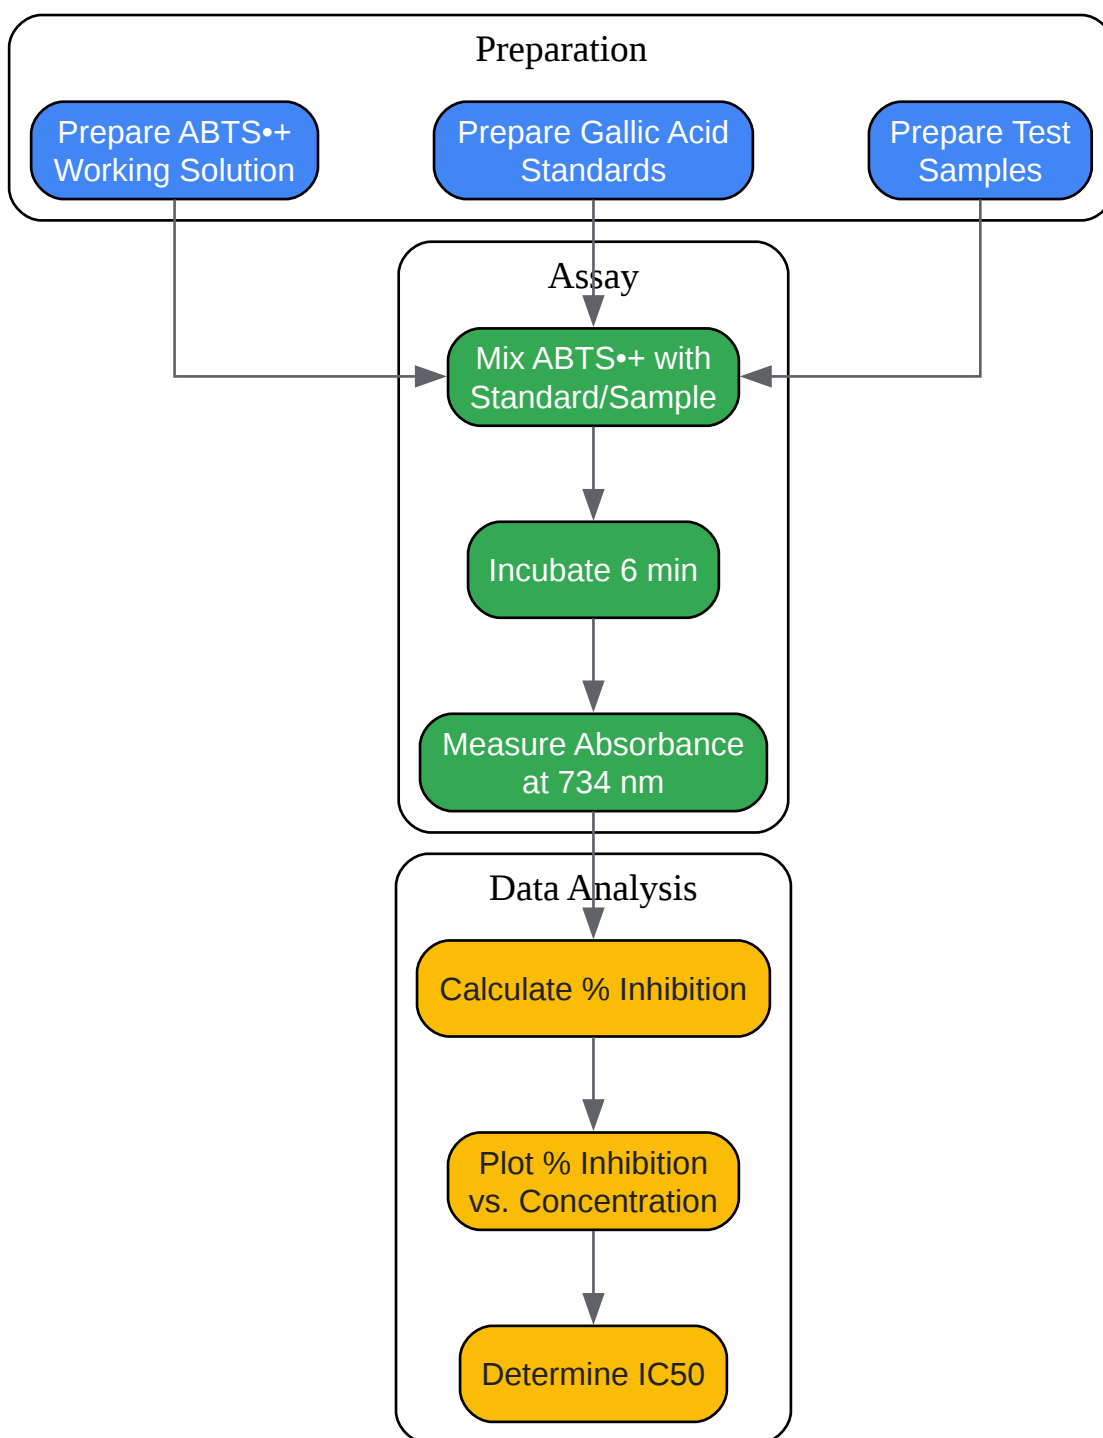 Preparation
Prepare ABTS•+
Working Solution
Prepare Gallic Acid
Standards
Prepare Test
Samples
Assay
Mix ABTS•+ with
Standard/Sample
Incubate 6 min
Measure Absorbance
at 734 nm
Data Analysis
Calculate % Inhibition
Plot % Inhibition
vs. Concentration
Determine IC50